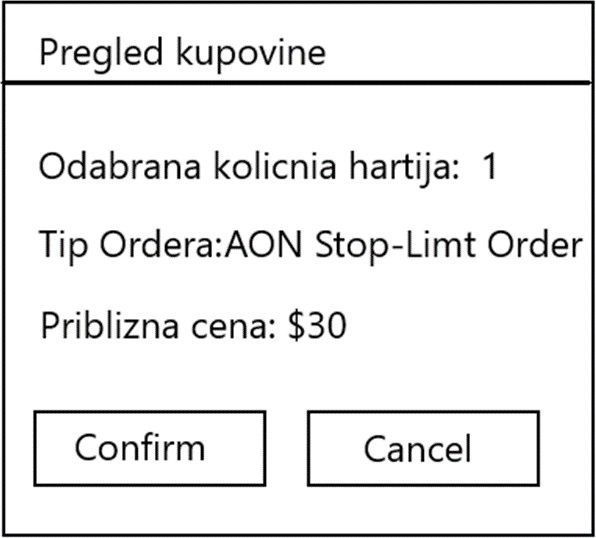 Pregled kupovine
Odabrana kolicnia hartija: 1
Tip Ordera:AON Stop-Limt Order
Priblizna cena: $30
Confirm Cancel